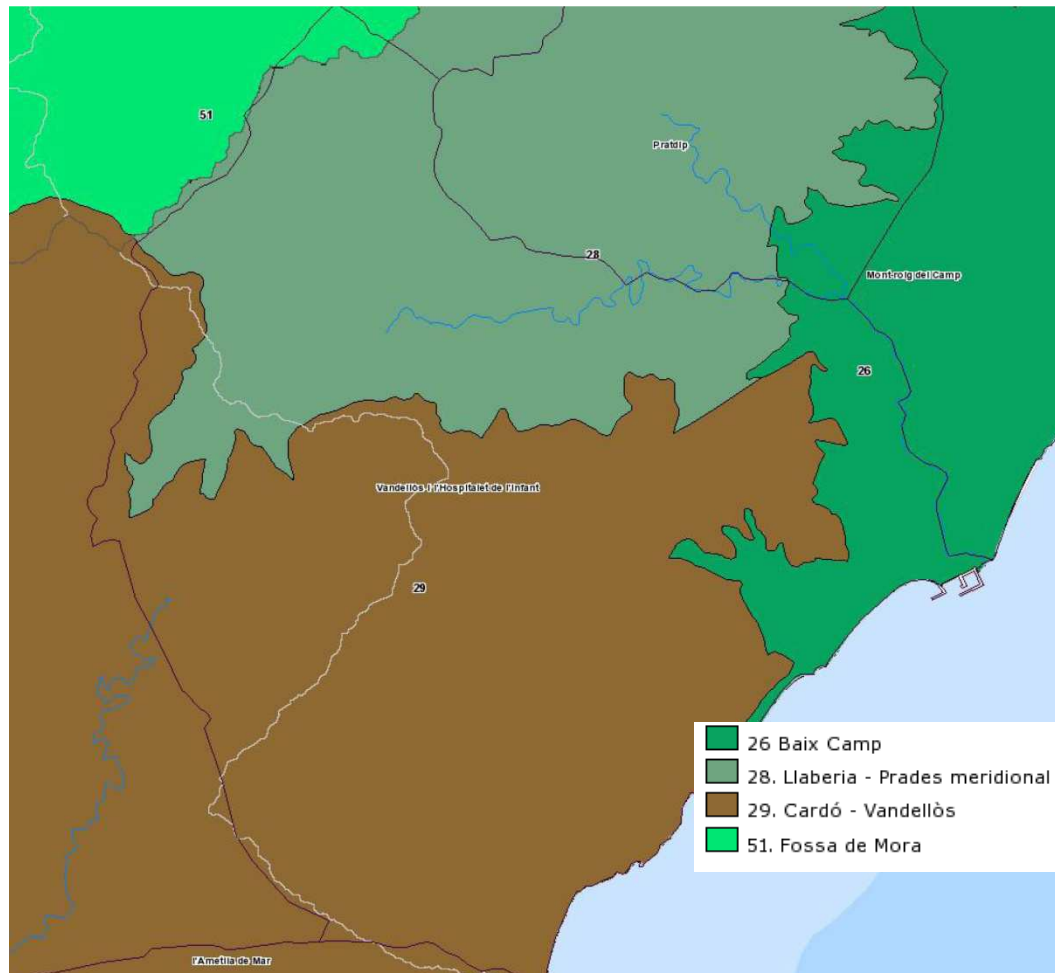 51
Pratdip
28
Mont-roig del Camp
26
Vandellòs i l'Hospitalet de l'Infant
29
26 Baix Camp
28. Llaberia - Prades meridional
29. Cardó - Vandellòs
51. Fossa de Mora
l'Ametlla de Mar